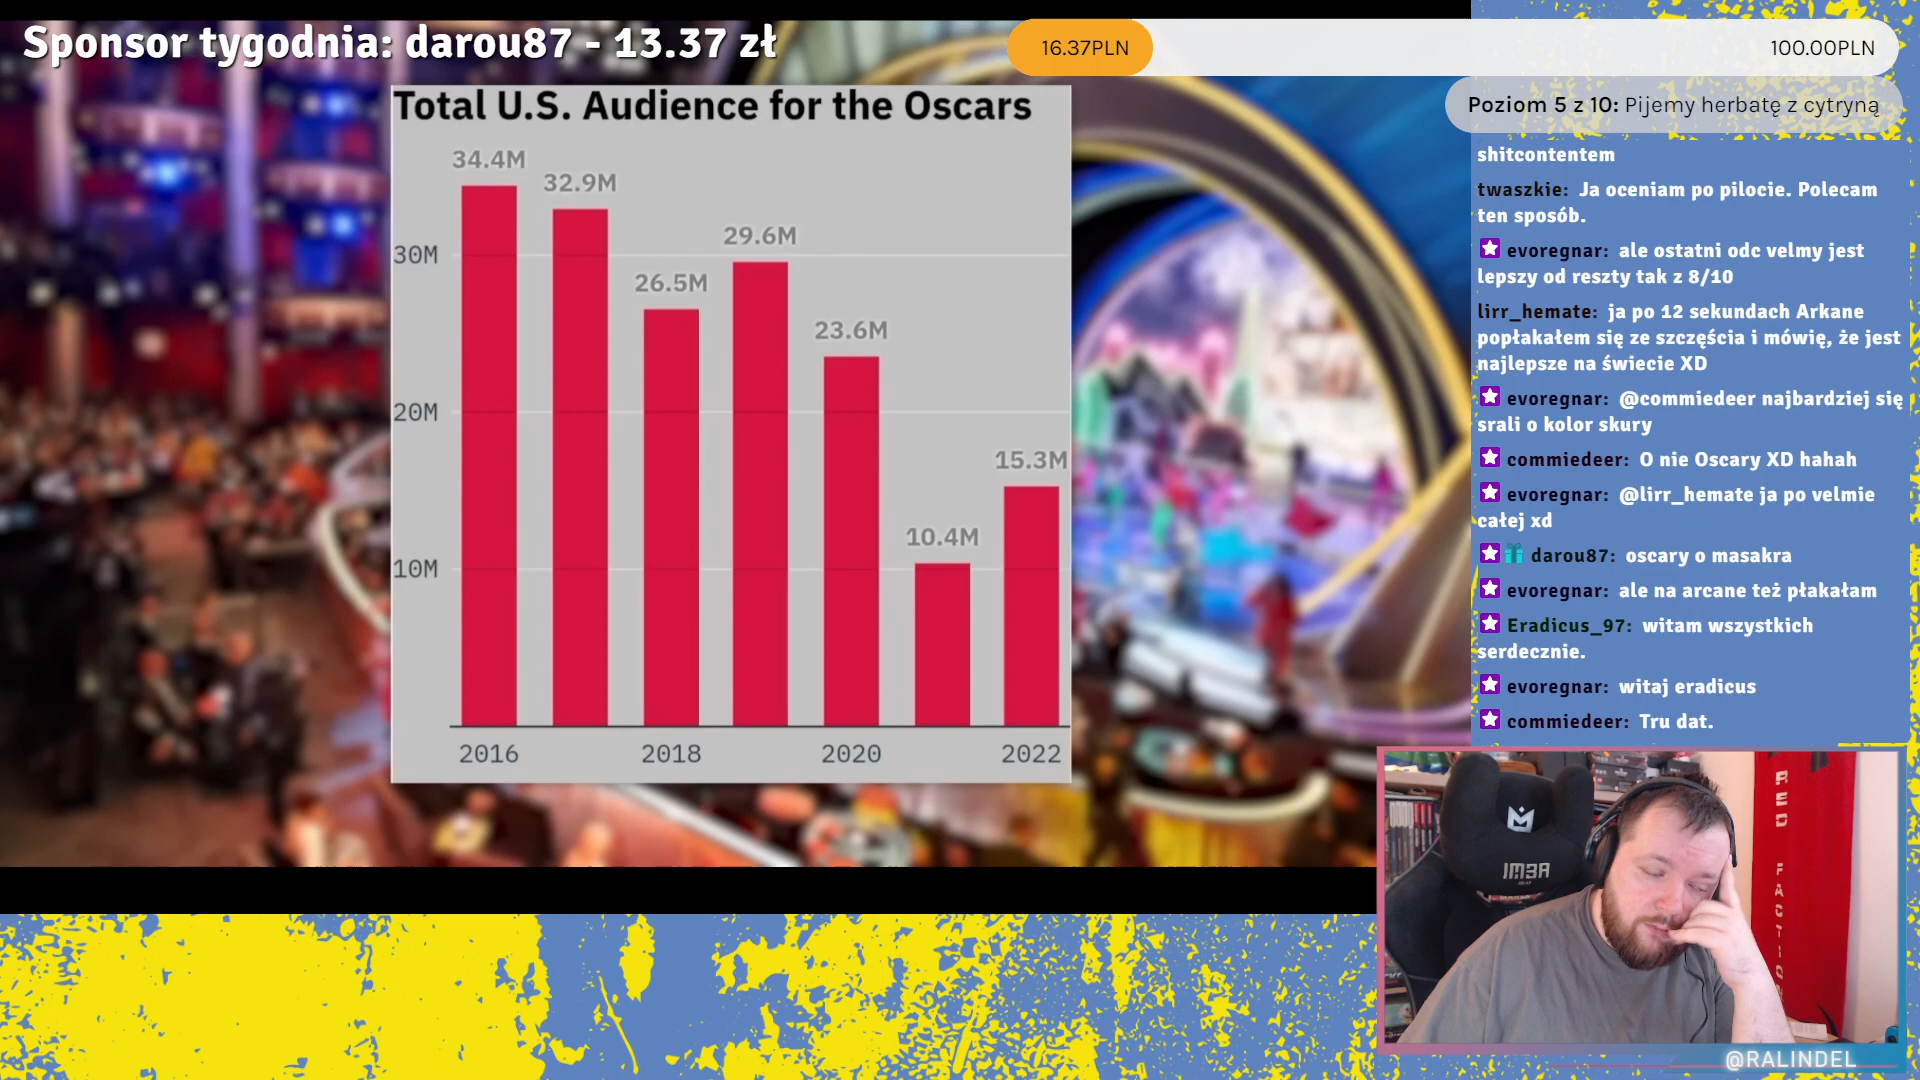 Sponsor tygodnia: darou87 - 13.37 zł
16.37PLN
100.00PLN
Poziom 5 z 10: Pijemy herbatę z cytryną
Total U.S. Audience for the Oscars
34.4M
32.9M
26.5M
29.6M
23.6M
10.4M
15.3M
30M
20M
10M
2016
2018
2020
2022
shitcontentem
twaszkie: Ja oceniam po pilocie. Polecam
ten sposób.
evoregnar: ale ostatni odc velmy jest
lepszy od reszty tak z 8/10
lirr_hemate: ja po 12 sekundach Arkane
popłakałem się ze szczęścia i mówię, że jest
najlepsze na świecie XD
evoregnar: @commiedeer najbardziej się
srali o kolor skury
commiedeer: O nie Oscary XD hahah
evoregnar: @lirr_hemate ja po velmie
całej xd
darou87: oscary o masakra
evoregnar: ale na arcane też płakałam
Eradicus_97: witam wszystkich
serdecznie.
evoregnar: witaj eradicus
commiedeer: Tru dat.
RED FACTION
@RALINDEL